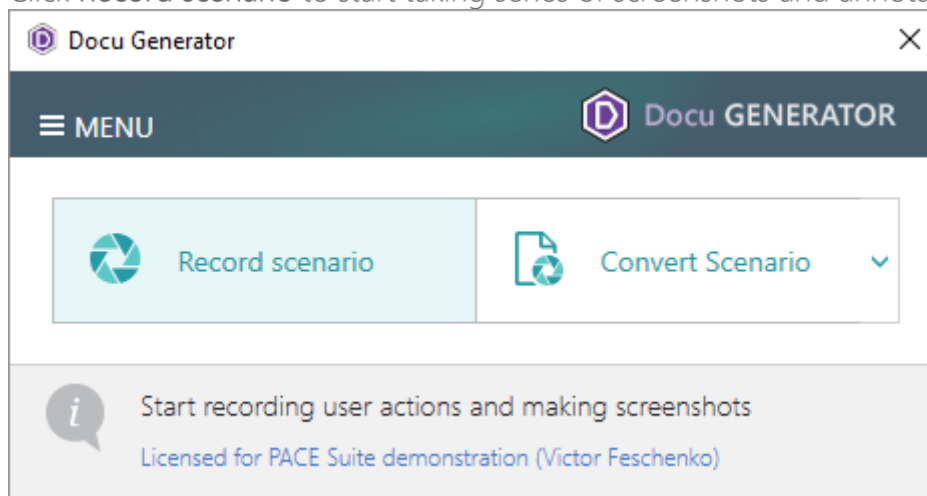 Docu Generator
MENU
Docu GENERATOR
Record scenario
Convert Scenario
Start recording user actions and making screenshots
Licensed for PACE Suite demonstration (Victor Feschenko)